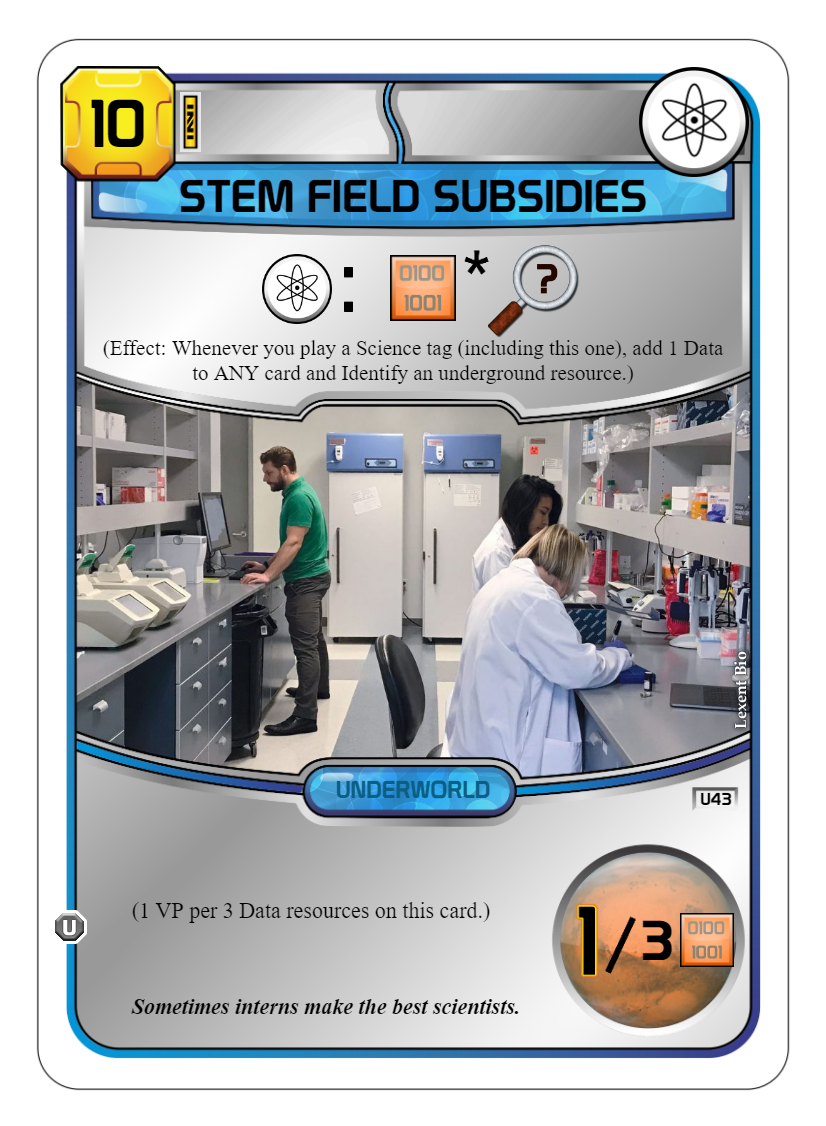 10
STEM FIELD SUBSIDIES
: 0100 * ?
1001
(Effect: Whenever you play a Science tag (including this one), add 1 Data
to ANY card and Identify an underground resource.)
Lexent Bio
UNDERWORLD
U43
(1 VP per 3 Data resources on this card.)
1/3 0100
1001
U
Sometimes interns make the best scientists.